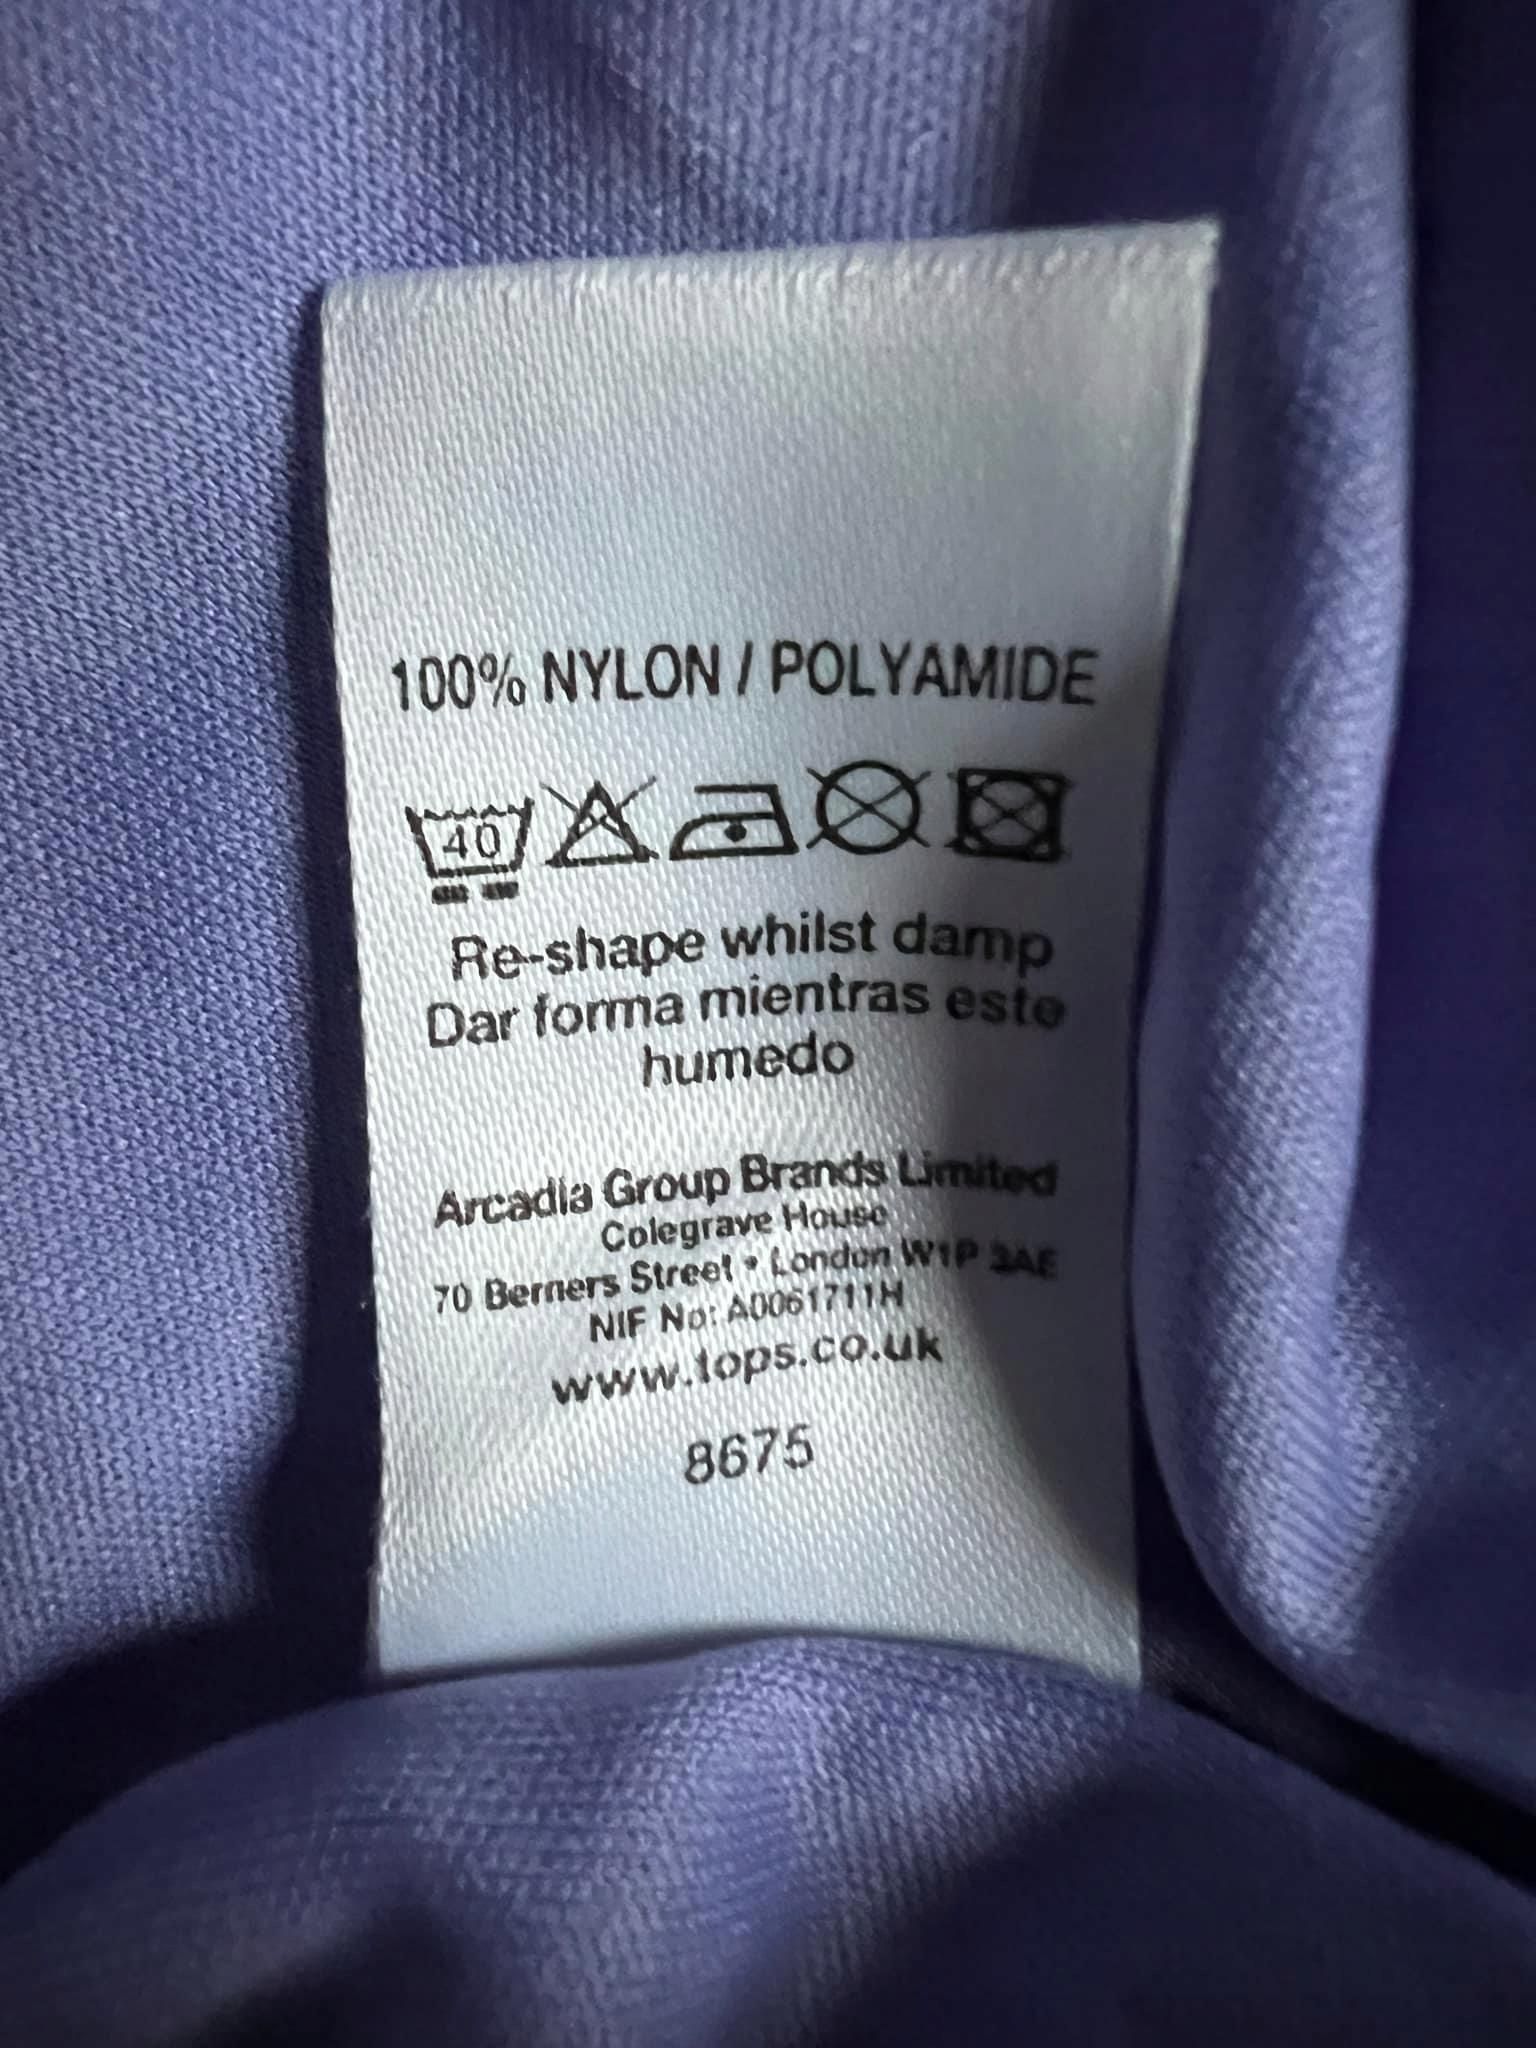 100% NYLON / POLYAMIDE
40
Re-shape whilst damp
Dar forma mientras este
humedo
Arcadia Group Brands Limited
Colegrave House
70 Berners Street • London W1P 3AE
NIF No: A0061711H
www.tops.co.uk
8675